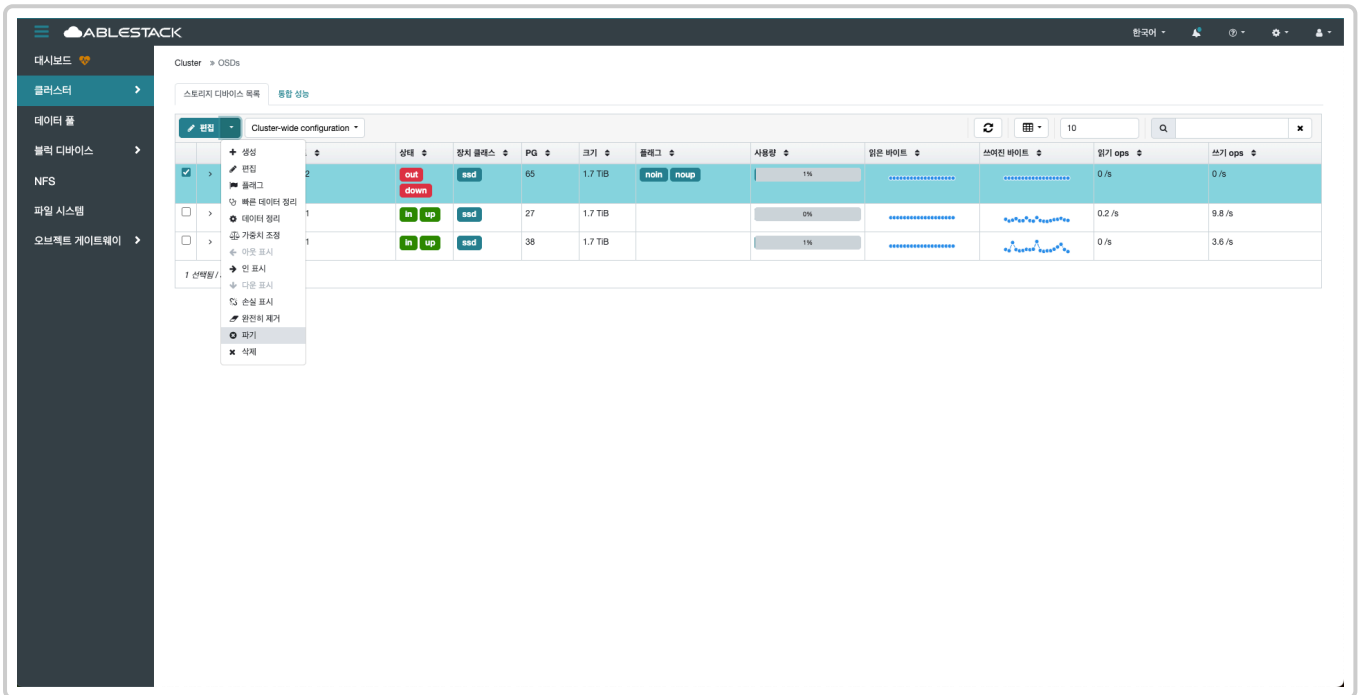 ABLESTACK
한국어
대시보드
Cluster » OSDs
클러스터
스토리지 디바이스 목록 통합 성능
데이터 풀
편집 Cluster-wide configuration 10
블럭 디바이스
상태 장치 클래스 PG 크기 플래그 사용량 읽은 바이트 쓰여진 바이트 읽기 ops 쓰기 ops
2 out down ssd 65 1.7 TiB noin noup 1% 0 /s 0 /s
1 in up ssd 27 1.7 TiB 0% 0.2 /s 9.8 /s
1 in up ssd 38 1.7 TiB 1% 0 /s 3.6 /s
1 선택됨 /
NFS
파일 시스템
오브젝트 게이트웨이
생성
편집
플래그
빠른 데이터 정리
데이터 정리
가중치 조정
아웃 표시
인 표시
다운 표시
손실 표시
완전히 제거
파기
삭제